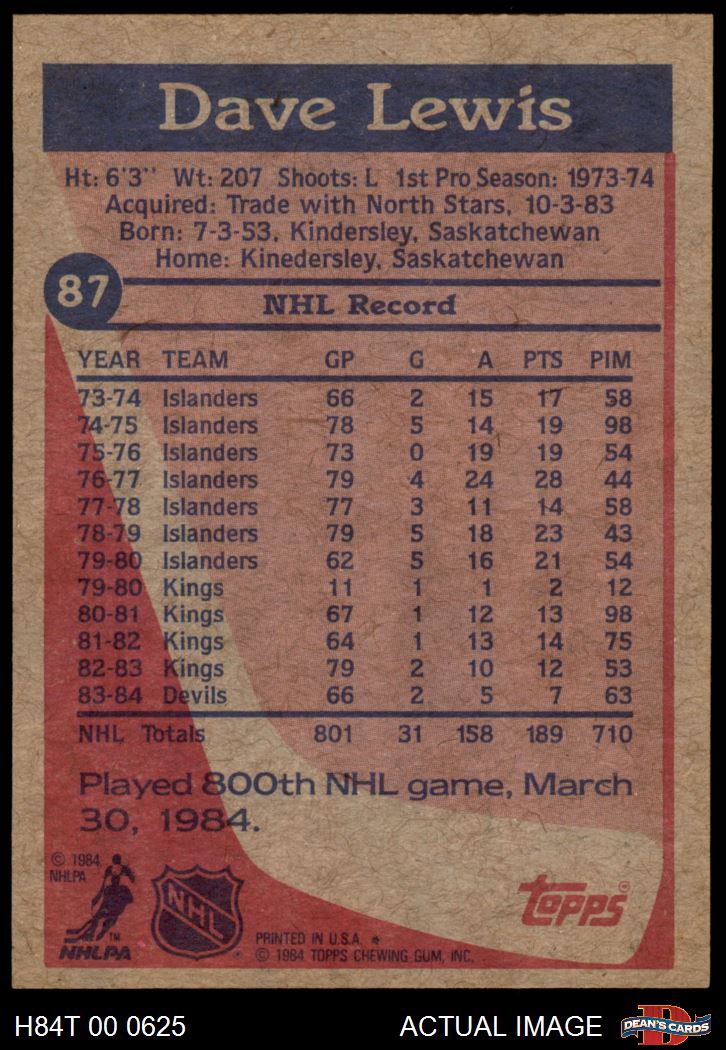 Dave Lewis
Ht: 6'3" Wt: 207 Shoots: L 1st Pro Season: 1973-74
Acquired: Trade with North Stars, 10-3-83
Born: 7-3-53, Kindersley, Saskatchewan
Home: Kinedersley, Saskatchewan
87
NHL Record
YEAR TEAM GP G A PTS PIM
73-74 Islanders 66 2 15 17 58
74-75 Islanders 78 5 14 19 98
75-76 Islanders 73 0 19 19 54
76-77 Islanders 79 4 24 28 44
77-78 Islanders 77 3 11 14 58
78-79 Islanders 79 5 18 23 43
79-80 Islanders 62 5 16 21 54
79-80 Kings 11 1 1 2 12
80-81 Kings 67 1 12 13 98
81-82 Kings 64 1 13 14 75
82-83 Kings 79 2 10 12 53
83-84 Devils 66 2 5 7 63
NHL Totals 801 31 158 189 710
Played 800th NHL game, March
30, 1984.
© 1984
NHLPA
TM
NHLPA
NHL
®
topps®
PRINTED IN U.S.A. *
© 1984 TOPPS CHEWING GUM, INC.
H84T 00 0625 ACTUAL IMAGE
D
DEAN'S CARDS